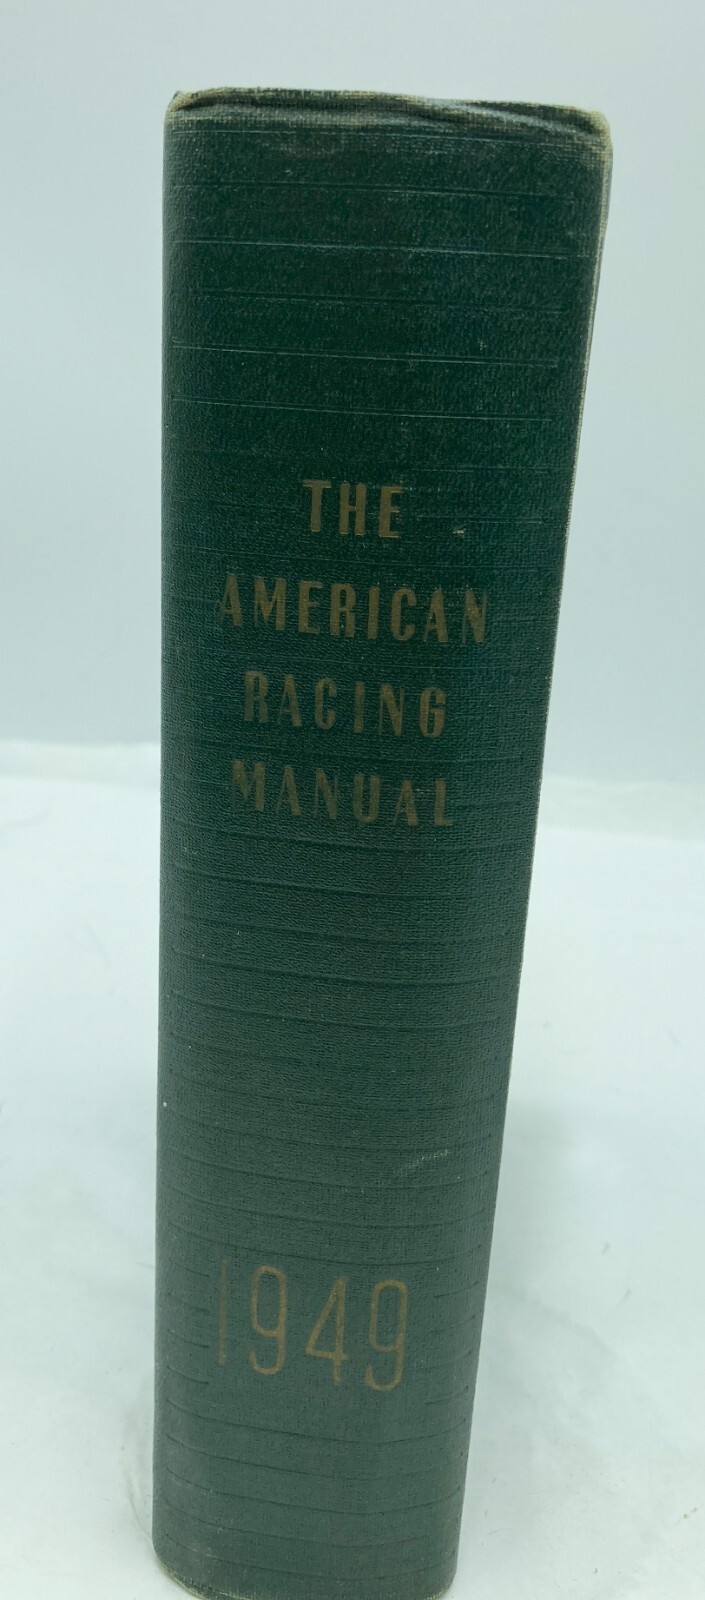 THE
AMERICAN
RACING
MANUAL
1949